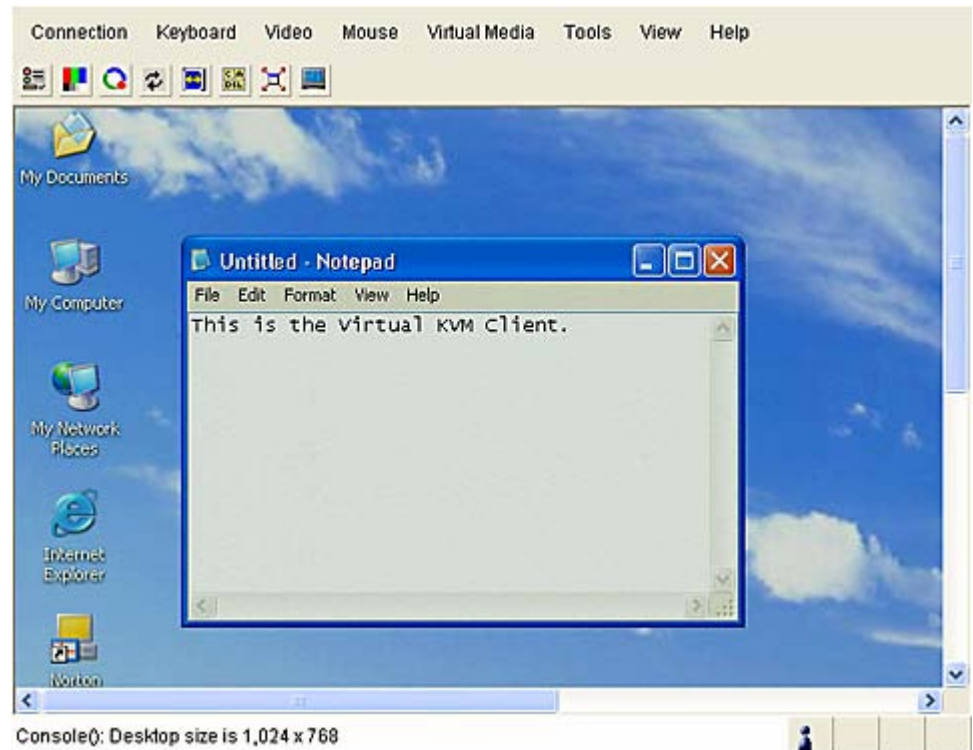 Connection Keyboard Video Mouse Virtual Media Tools View Help
My Documents
My Computer
My Network
Places
Internet
Explorer
Norton
Untitled - Notepad
File Edit Format View Help
This is the Virtual KVM Client.
Console(): Desktop size is 1,024 x 768